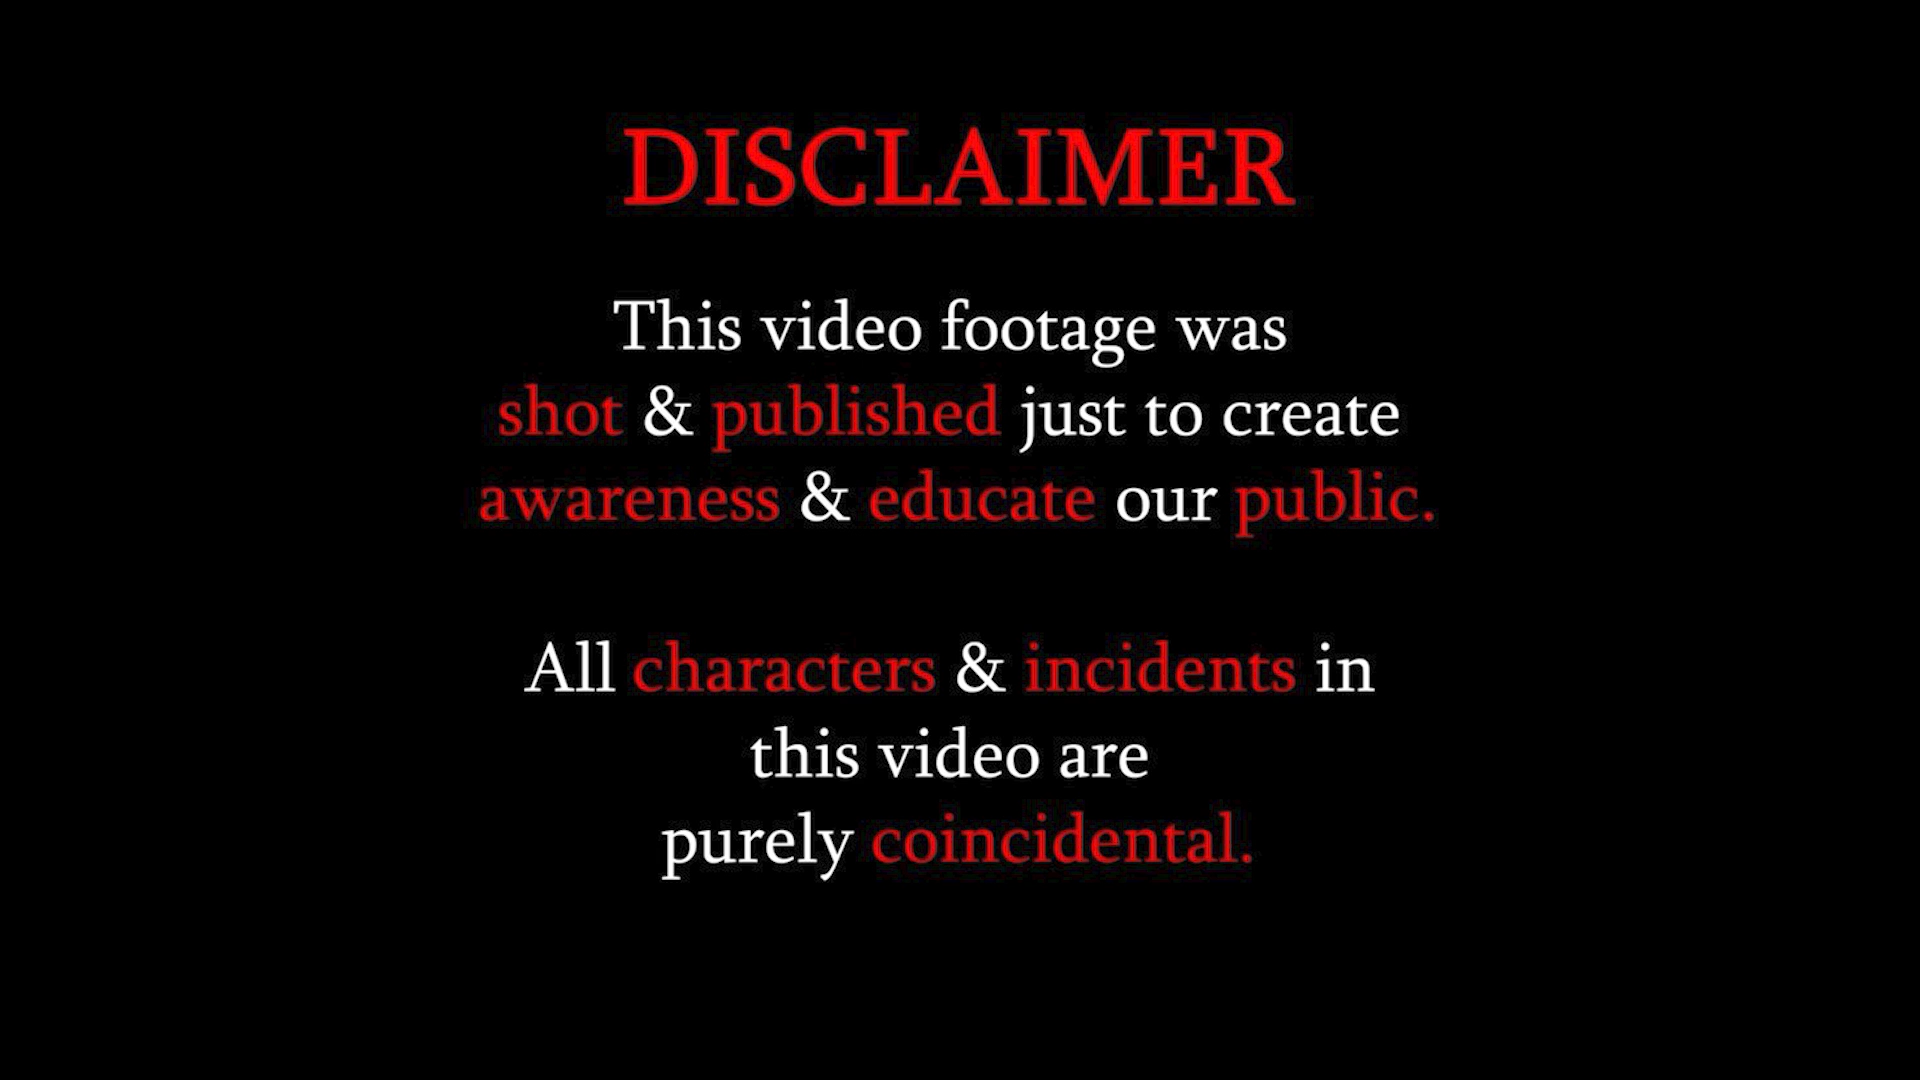 DISCLAIMER
This video footage was
shot & published just to create
awareness & educate our public.
All characters & incidents in
this video are
purely coincidental.